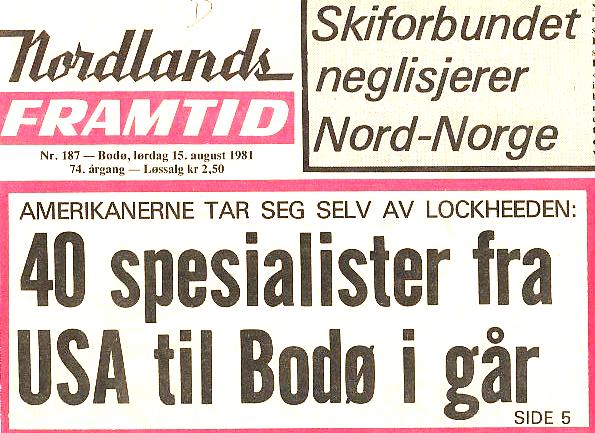 Nordlands
FRAMTID
Nr. 187 — Bodø, lørdag 15. august 1981
74. årgang — Løssalg kr 2,50
Skiforbundet
neglisjerer
Nord-Norge
AMERIKANERNE TAR SEG SELV AV LOCKHEEDEN:
40 spesialister fra
USA til Bodø i går
SIDE 5